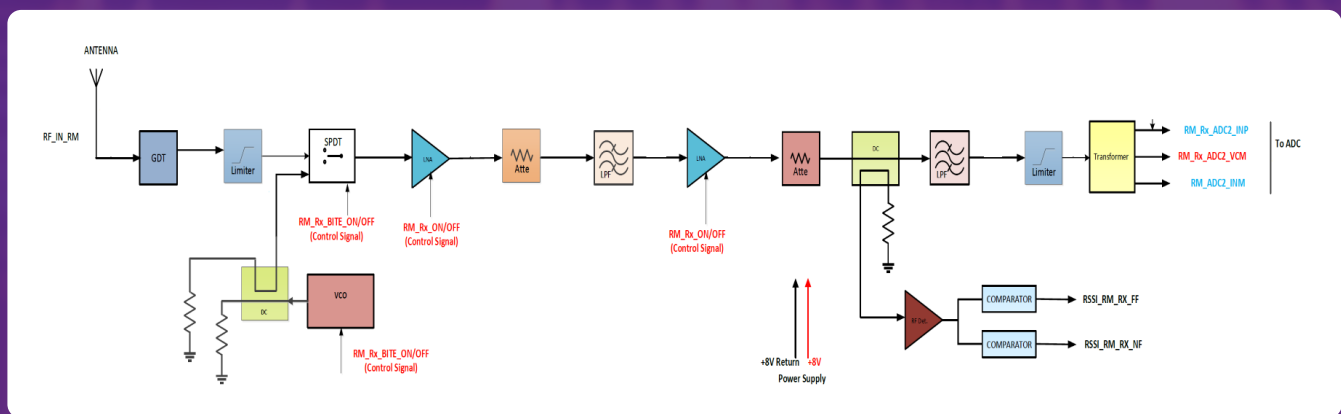 ANTENNA
RF_IN_RM
GDT
Limiter
SPDT
LNA
Atte
LPF
LNA
Atte
DC
LPF
Limiter
Transformer
RM_Rx_ADC2_INP
RM_Rx_ADC2_VCM
RM_ADC2_INM
To ADC
RM_Rx_BITE_ON/OFF
(Control Signal)
RM_Rx_ON/OFF
(Control Signal)
RM_Rx_ON/OFF
(Control Signal)
DC
VCO
RM_Rx_BITE_ON/OFF
(Control Signal)
+8V Return
+8V
Power Supply
RF Det.
COMPARATOR
RSSI_RM_RX_FF
COMPARATOR
RSSI_RM_RX_NF